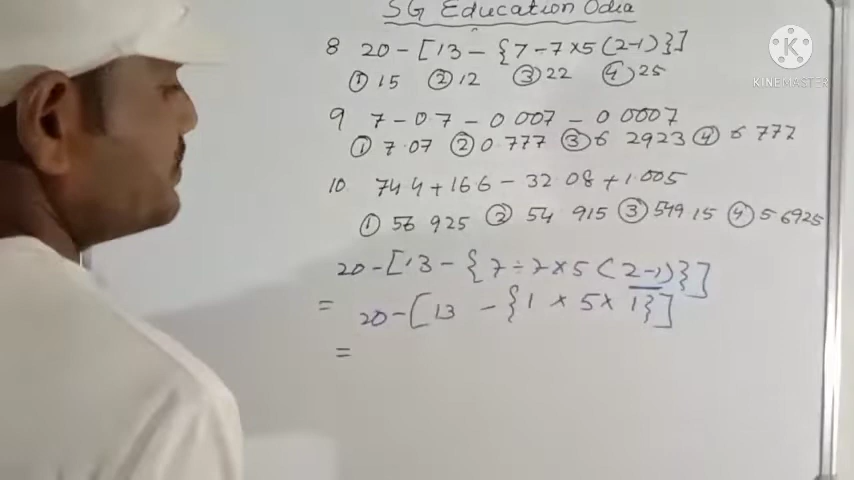 SG Education Odia
8 20 - [13 - {7 - 7 × 5 (2-1)}]
① 15 ② 12 ③ 22 ④ 25
9 7 - 0.7 - 0 007 - 0 0007
① 7.07 ② 0.777 ③ 6 2923 ④ 6 772
10 74 4 + 16 6 - 32.08 + 1.005
① 56 925 ② 54 915 ③ 549 15 ④ 5 6925
20 - [13 - {7 ÷ 7 × 5 (2-1)}]
= 20 - [13 - {1 × 5 × 1}]
=
K
KINEMASTER